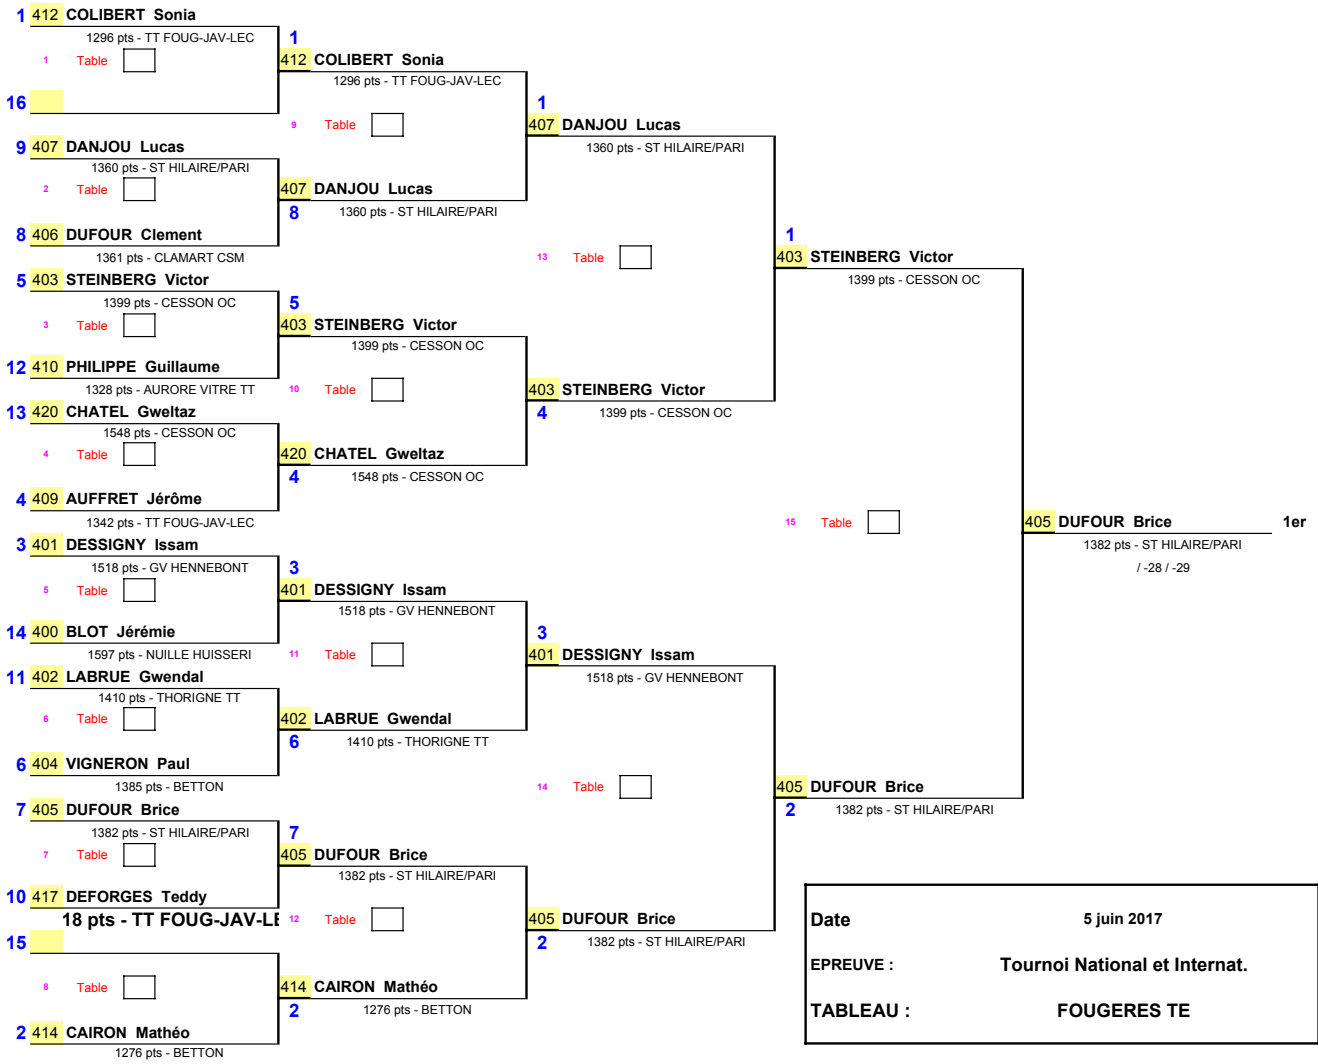 1 412 COLIBERT Sonia
1296 pts - TT FOUG-JAV-LEC
1 Table
16
9 407 DANJOU Lucas
1360 pts - ST HILAIRE/PARI
2 Table
8 406 DUFOUR Clement
1361 pts - CLAMART CSM
5 403 STEINBERG Victor
1399 pts - CESSON OC
3 Table
12 410 PHILIPPE Guillaume
1328 pts - AURORE VITRE TT
13 420 CHATEL Gweltaz
1548 pts - CESSON OC
4 Table
4 409 AUFFRET Jérôme
1342 pts - TT FOUG-JAV-LEC
3 401 DESSIGNY Issam
1518 pts - GV HENNEBONT
5 Table
14 400 BLOT Jérémie
1597 pts - NUILLE HUISSERI
11 402 LABRUE Gwendal
1410 pts - THORIGNE TT
6 Table
6 404 VIGNERON Paul
1385 pts - BETTON
7 405 DUFOUR Brice
1382 pts - ST HILAIRE/PARI
7 Table
10 417 DEFORGES Teddy
18 pts - TT FOUG-JAV-LE
15
8 Table
2 414 CAIRON Mathéo
1276 pts - BETTON
1
412 COLIBERT Sonia
1296 pts - TT FOUG-JAV-LEC
9 Table
407 DANJOU Lucas
8
1360 pts - ST HILAIRE/PARI
5
403 STEINBERG Victor
1399 pts - CESSON OC
10 Table
420 CHATEL Gweltaz
4
1548 pts - CESSON OC
3
401 DESSIGNY Issam
1518 pts - GV HENNEBONT
11 Table
402 LABRUE Gwendal
6
1410 pts - THORIGNE TT
7
405 DUFOUR Brice
1382 pts - ST HILAIRE/PARI
12 Table
414 CAIRON Mathéo
2
1276 pts - BETTON
1
407 DANJOU Lucas
1360 pts - ST HILAIRE/PARI
13 Table
403 STEINBERG Victor
4
1399 pts - CESSON OC
3
401 DESSIGNY Issam
1518 pts - GV HENNEBONT
14 Table
405 DUFOUR Brice
2
1382 pts - ST HILAIRE/PARI
1
403 STEINBERG Victor
1399 pts - CESSON OC
15 Table
405 DUFOUR Brice
2
1382 pts - ST HILAIRE/PARI
405 DUFOUR Brice 1er
1382 pts - ST HILAIRE/PARI
/ -28 / -29
Date 5 juin 2017
EPREUVE : Tournoi National et Internat.
TABLEAU : FOUGERES TE